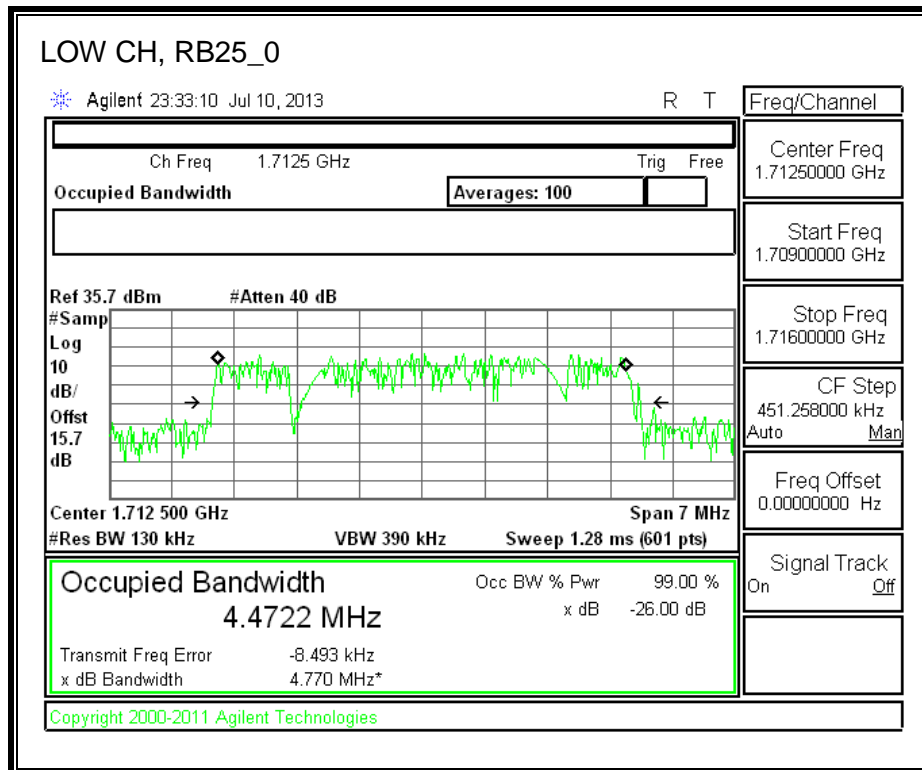 LOW CH, RB25_0
Agilent 23:33:10 Jul 10, 2013 R T
Freq/Channel
Ch Freq 1.7125 GHz Trig Free
Occupied Bandwidth Averages: 100
Center Freq
1.71250000 GHz
Start Freq
1.70900000 GHz
Stop Freq
1.71600000 GHz
CF Step
451.258000 kHz
Auto Man
Freq Offset
0.00000000 Hz
Signal Track
On Off
Ref 35.7 dBm #Atten 40 dB
#Samp
Log
10
dB/
Offst
15.7
dB
Center 1.712 500 GHz Span 7 MHz
#Res BW 130 kHz VBW 390 kHz Sweep 1.28 ms (601 pts)
Occupied Bandwidth Occ BW % Pwr 99.00 %
4.4722 MHz x dB -26.00 dB
Transmit Freq Error -8.493 kHz
x dB Bandwidth 4.770 MHz*
Copyright 2000-2011 Agilent Technologies